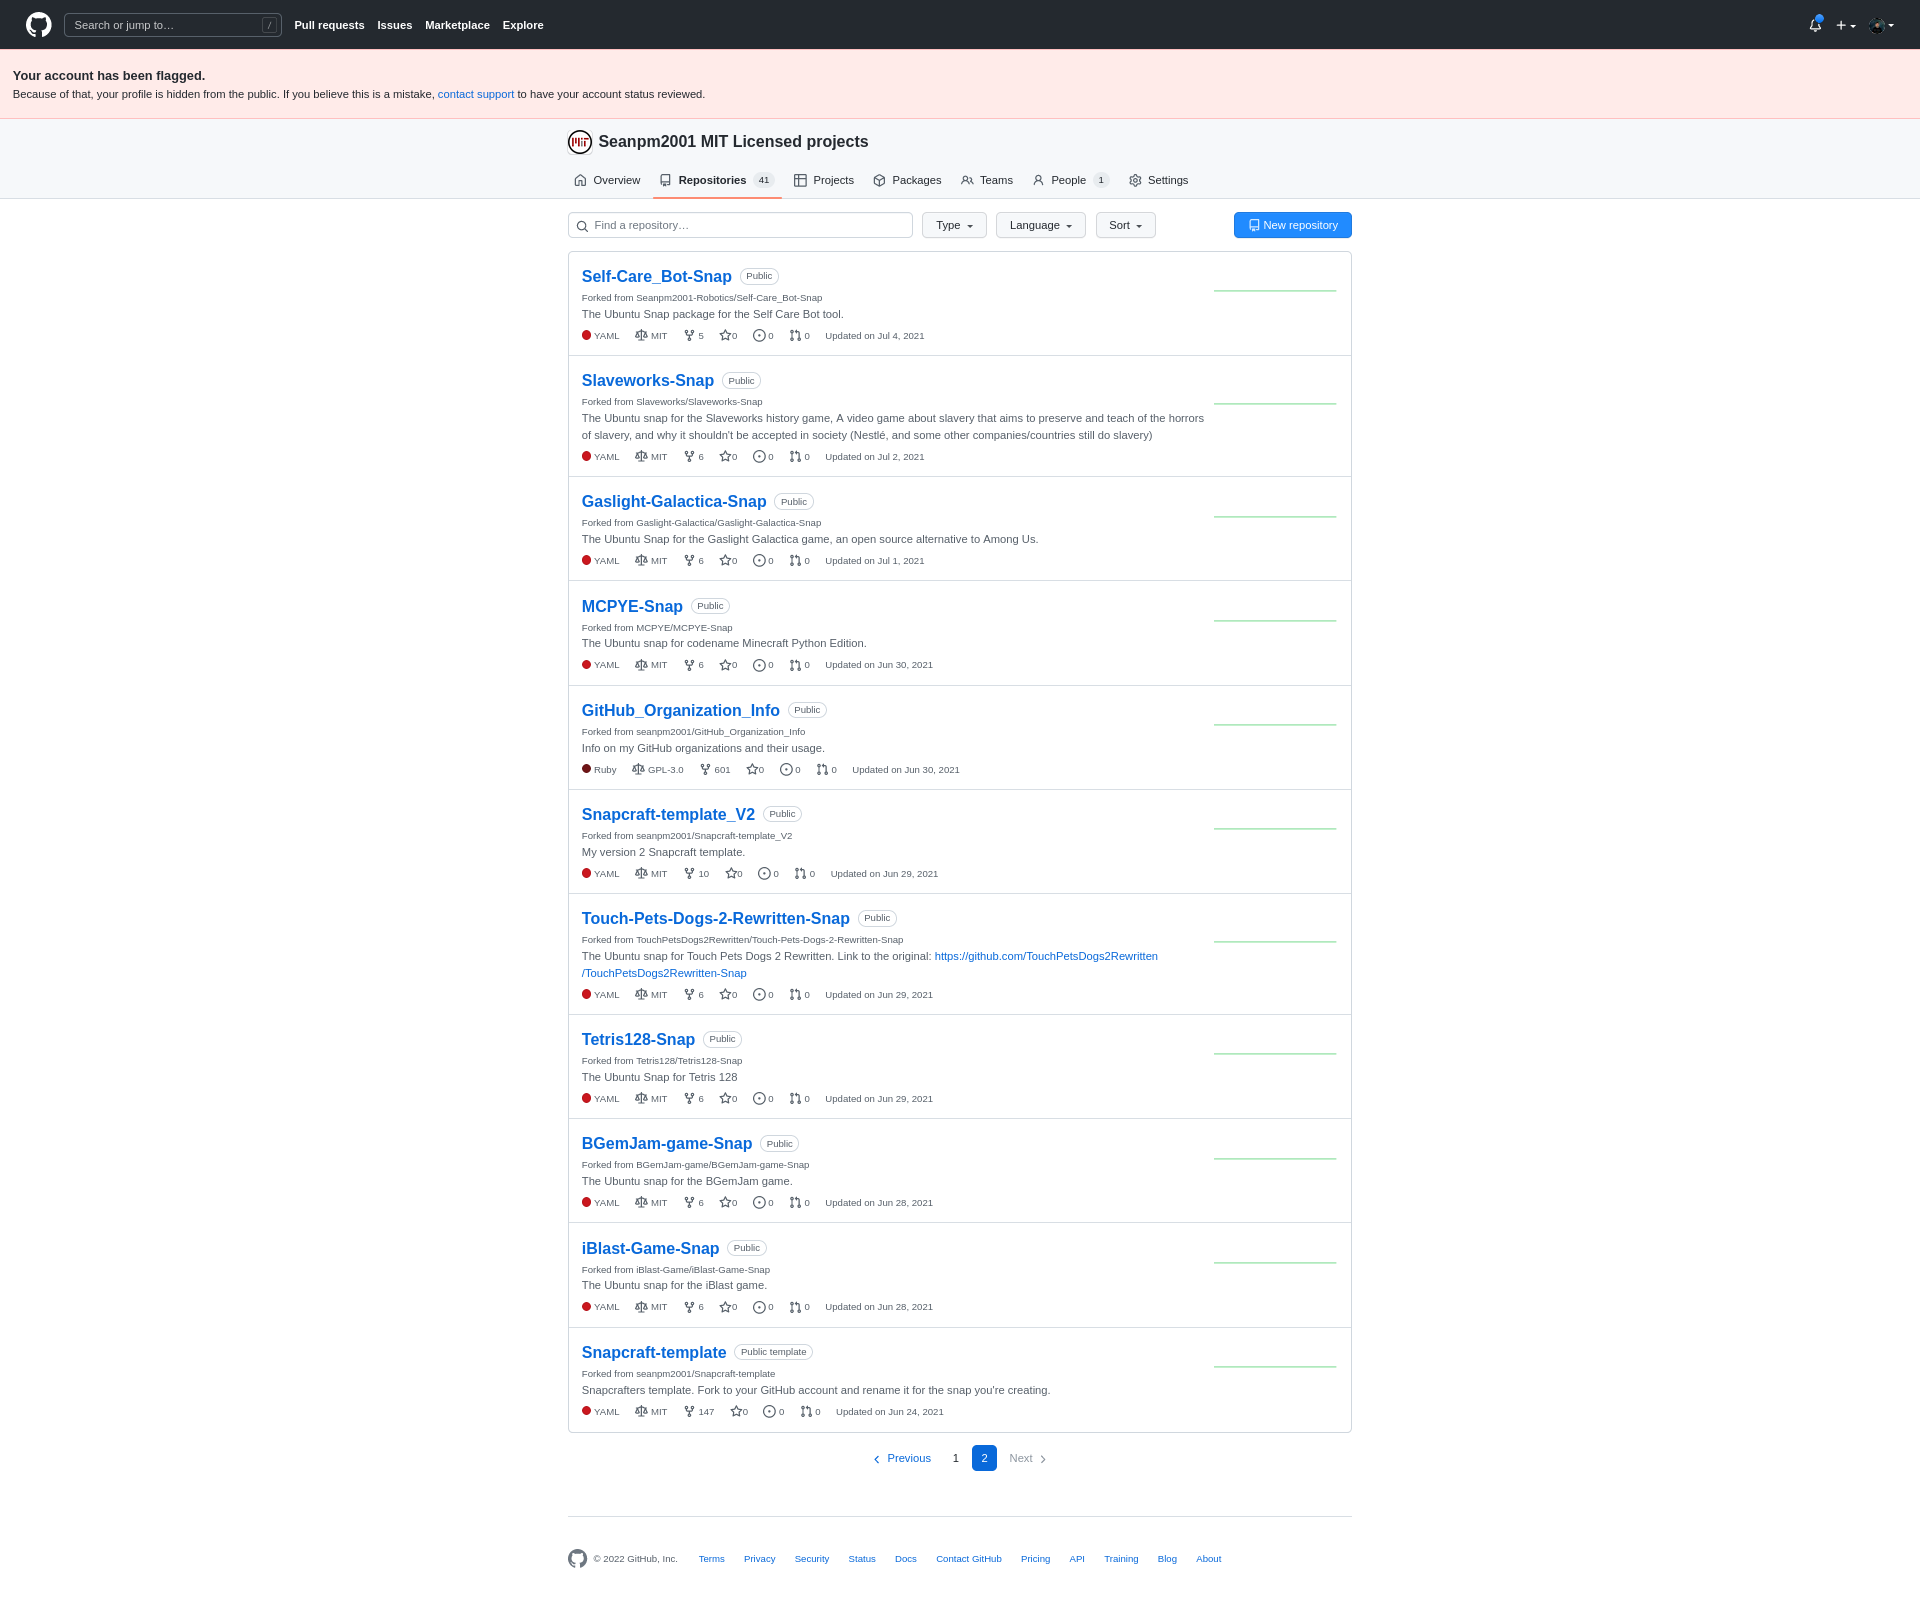 Search or jump to… /
Pull requests Issues Marketplace Explore
Your account has been flagged.
Because of that, your profile is hidden from the public. If you believe this is a mistake, contact support to have your account status reviewed.
Seanpm2001 MIT Licensed projects
Overview Repositories 41 Projects Packages Teams People 1 Settings
Find a repository… Type Language Sort New repository
Self-Care_Bot-Snap Public
Forked from Seanpm2001-Robotics/Self-Care_Bot-Snap
The Ubuntu Snap package for the Self Care Bot tool.
YAML MIT 5 0 0 0 Updated on Jul 4, 2021
Slaveworks-Snap Public
Forked from Slaveworks/Slaveworks-Snap
The Ubuntu snap for the Slaveworks history game, A video game about slavery that aims to preserve and teach of the horrors
of slavery, and why it shouldn't be accepted in society (Nestlé, and some other companies/countries still do slavery)
YAML MIT 6 0 0 0 Updated on Jul 2, 2021
Gaslight-Galactica-Snap Public
Forked from Gaslight-Galactica/Gaslight-Galactica-Snap
The Ubuntu Snap for the Gaslight Galactica game, an open source alternative to Among Us.
YAML MIT 6 0 0 0 Updated on Jul 1, 2021
MCPYE-Snap Public
Forked from MCPYE/MCPYE-Snap
The Ubuntu snap for codename Minecraft Python Edition.
YAML MIT 6 0 0 0 Updated on Jun 30, 2021
GitHub_Organization_Info Public
Forked from seanpm2001/GitHub_Organization_Info
Info on my GitHub organizations and their usage.
Ruby GPL-3.0 601 0 0 0 Updated on Jun 30, 2021
Snapcraft-template_V2 Public
Forked from seanpm2001/Snapcraft-template_V2
My version 2 Snapcraft template.
YAML MIT 10 0 0 0 Updated on Jun 29, 2021
Touch-Pets-Dogs-2-Rewritten-Snap Public
Forked from TouchPetsDogs2Rewritten/Touch-Pets-Dogs-2-Rewritten-Snap
The Ubuntu snap for Touch Pets Dogs 2 Rewritten. Link to the original: https://github.com/TouchPetsDogs2Rewritten
/TouchPetsDogs2Rewritten-Snap
YAML MIT 6 0 0 0 Updated on Jun 29, 2021
Tetris128-Snap Public
Forked from Tetris128/Tetris128-Snap
The Ubuntu Snap for Tetris 128
YAML MIT 6 0 0 0 Updated on Jun 29, 2021
BGemJam-game-Snap Public
Forked from BGemJam-game/BGemJam-game-Snap
The Ubuntu snap for the BGemJam game.
YAML MIT 6 0 0 0 Updated on Jun 28, 2021
iBlast-Game-Snap Public
Forked from iBlast-Game/iBlast-Game-Snap
The Ubuntu snap for the iBlast game.
YAML MIT 6 0 0 0 Updated on Jun 28, 2021
Snapcraft-template Public template
Forked from seanpm2001/Snapcraft-template
Snapcrafters template. Fork to your GitHub account and rename it for the snap you're creating.
YAML MIT 147 0 0 0 Updated on Jun 24, 2021
Previous 1 2 Next
© 2022 GitHub, Inc. Terms Privacy Security Status Docs Contact GitHub Pricing API Training Blog About